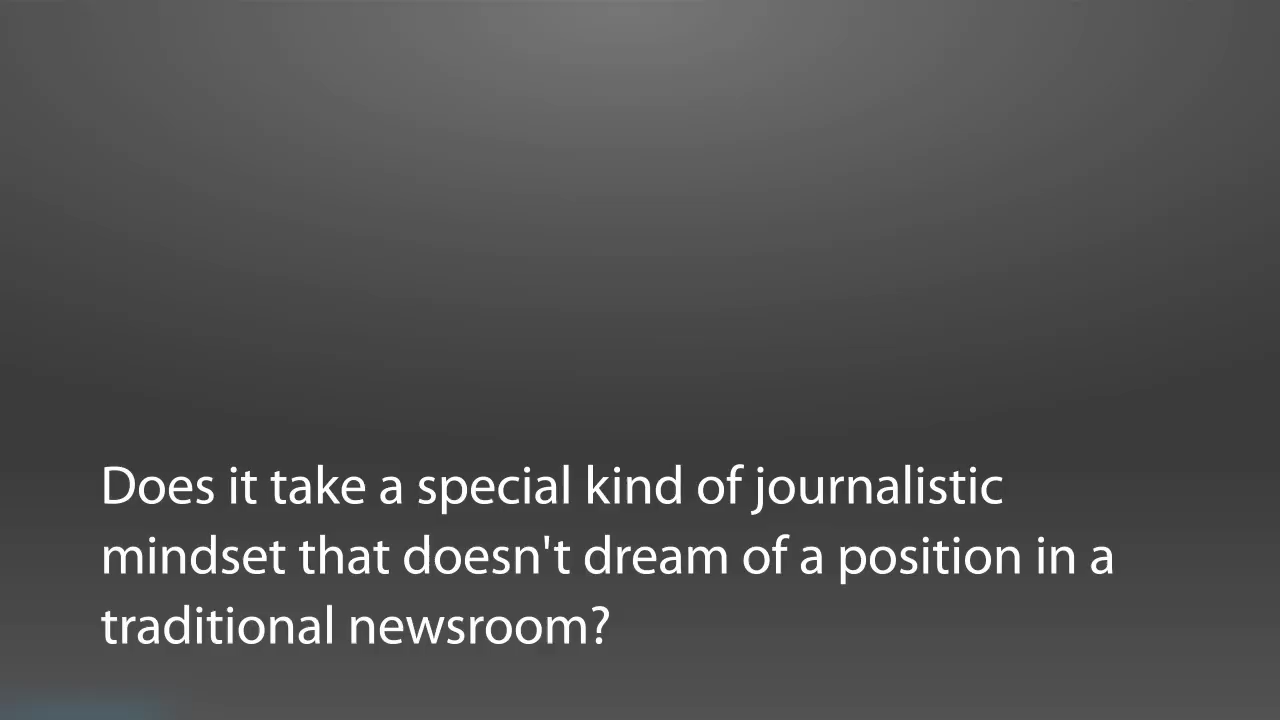 Does it take a special kind of journalistic
mindset that doesn't dream of a position in a
traditional newsroom?